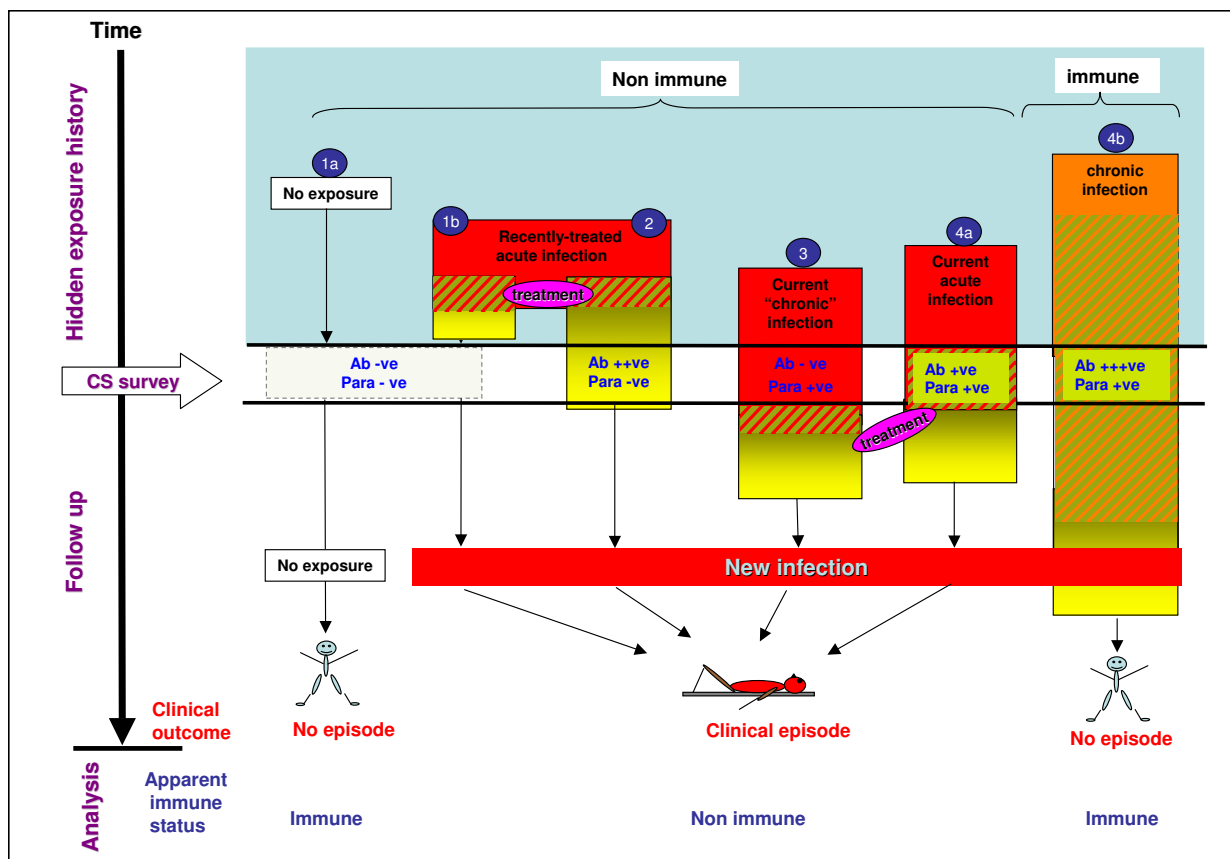 Time
Hidden exposure history
Non immune
immune
1a
No exposure
1b
2
Recently-treated
acute infection
treatment
3
Current
“chronic”
infection
4a
Current
acute
infection
4b
chronic
infection
CS survey
Ab -ve
Para - ve
Ab ++ve
Para -ve
Ab - ve
Para +ve
Ab +ve
Para +ve
Ab +++ve
Para +ve
treatment
Follow up
No exposure
New infection
Clinical
outcome
No episode
Clinical episode
No episode
Analysis
Apparent
immune
status
Immune
Non immune
Immune